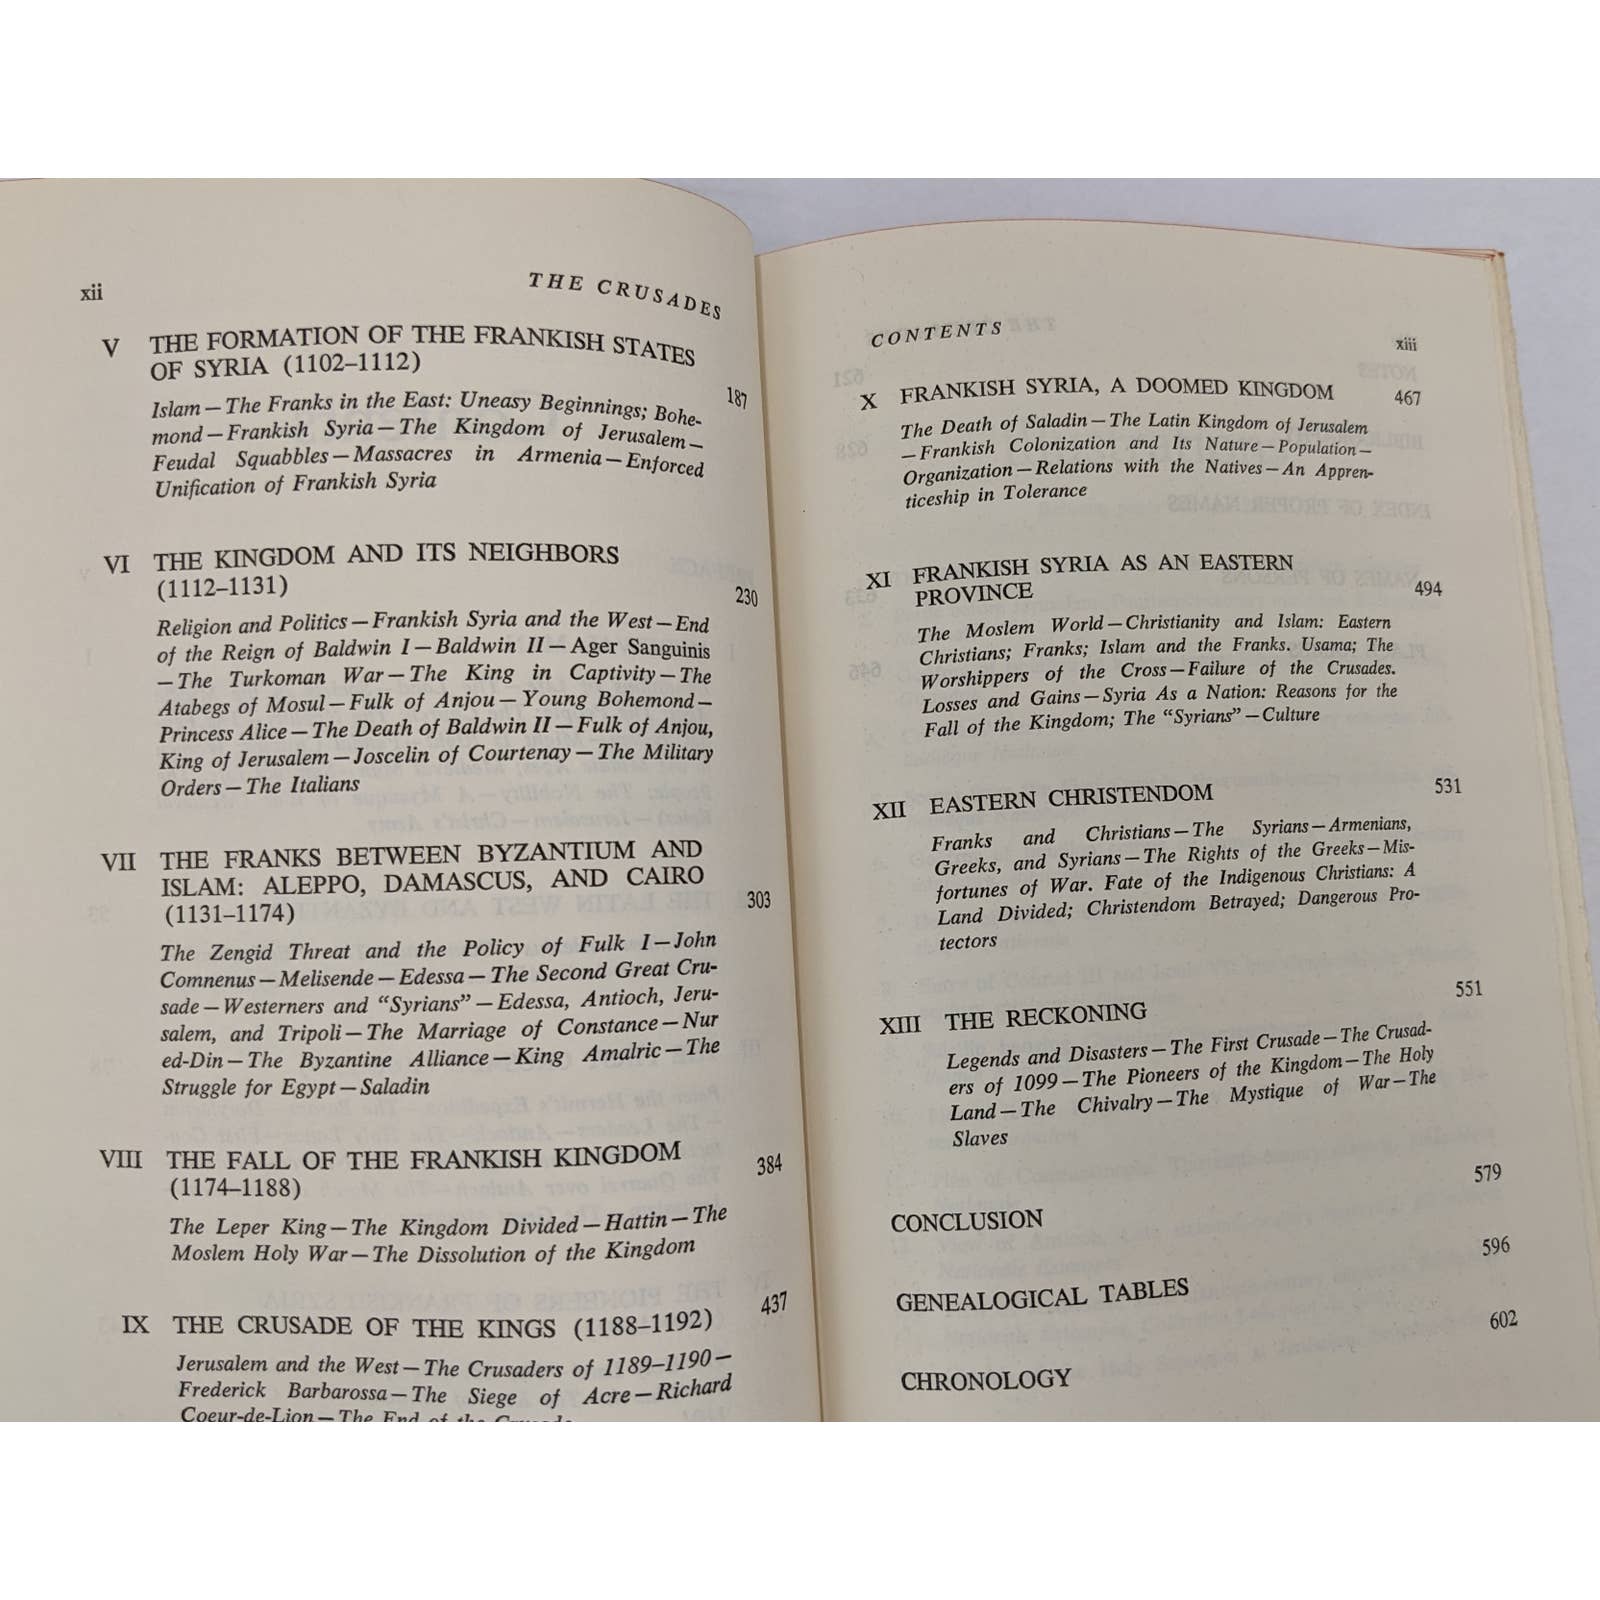 xii
THE CRUSADES
V THE FORMATION OF THE FRANKISH STATES
OF SYRIA (1102–1112)
187
Islam—The Franks in the East: Uneasy Beginnings; Bohe-
mond—Frankish Syria—The Kingdom of Jerusalem—
Feudal Squabbles—Massacres in Armenia—Enforced
Unification of Frankish Syria
VI THE KINGDOM AND ITS NEIGHBORS
(1112–1131)
230
Religion and Politics—Frankish Syria and the West—End
of the Reign of Baldwin I—Baldwin II—Ager Sanguinis
—The Turkoman War—The King in Captivity—The
Atabegs of Mosul—Fulk of Anjou—Young Bohemond—
Princess Alice—The Death of Baldwin II—Fulk of Anjou,
King of Jerusalem—Joscelin of Courtenay—The Military
Orders—The Italians
VII THE FRANKS BETWEEN BYZANTIUM AND
ISLAM: ALEPPO, DAMASCUS, AND CAIRO
(1131–1174)
303
The Zengid Threat and the Policy of Fulk I—John
Comnenus—Melisende—Edessa—The Second Great Cru-
sade—Westerners and “Syrians”—Edessa, Antioch, Jeru-
salem, and Tripoli—The Marriage of Constance—Nur
ed-Din—The Byzantine Alliance—King Amalric—The
Struggle for Egypt—Saladin
VIII THE FALL OF THE FRANKISH KINGDOM
(1174–1188)
384
The Leper King—The Kingdom Divided—Hattin—The
Moslem Holy War—The Dissolution of the Kingdom
IX THE CRUSADE OF THE KINGS (1188–1192)
437
Jerusalem and the West—The Crusaders of 1189–1190—
Frederick Barbarossa—The Siege of Acre—Richard
Coeur-de-Lion—The End of the Crusade
CONTENTS
xiii
X FRANKISH SYRIA, A DOOMED KINGDOM
467
The Death of Saladin—The Latin Kingdom of Jerusalem
—Frankish Colonization and Its Nature—Population—
Organization—Relations with the Natives—An Appren-
ticeship in Tolerance
XI FRANKISH SYRIA AS AN EASTERN
PROVINCE
494
The Moslem World—Christianity and Islam: Eastern
Christians; Franks; Islam and the Franks. Usama; The
Worshippers of the Cross—Failure of the Crusades.
Losses and Gains—Syria As a Nation: Reasons for the
Fall of the Kingdom; The “Syrians”—Culture
XII EASTERN CHRISTENDOM
531
Franks and Christians—The Syrians—Armenians,
Greeks, and Syrians—The Rights of the Greeks—Mis-
fortunes of War. Fate of the Indigenous Christians: A
Land Divided; Christendom Betrayed; Dangerous Pro-
tectors
XIII THE RECKONING
551
Legends and Disasters—The First Crusade—The Crusad-
ers of 1099—The Pioneers of the Kingdom—The Holy
Land—The Chivalry—The Mystique of War—The
Slaves
CONCLUSION
579
GENEALOGICAL TABLES
596
CHRONOLOGY
602